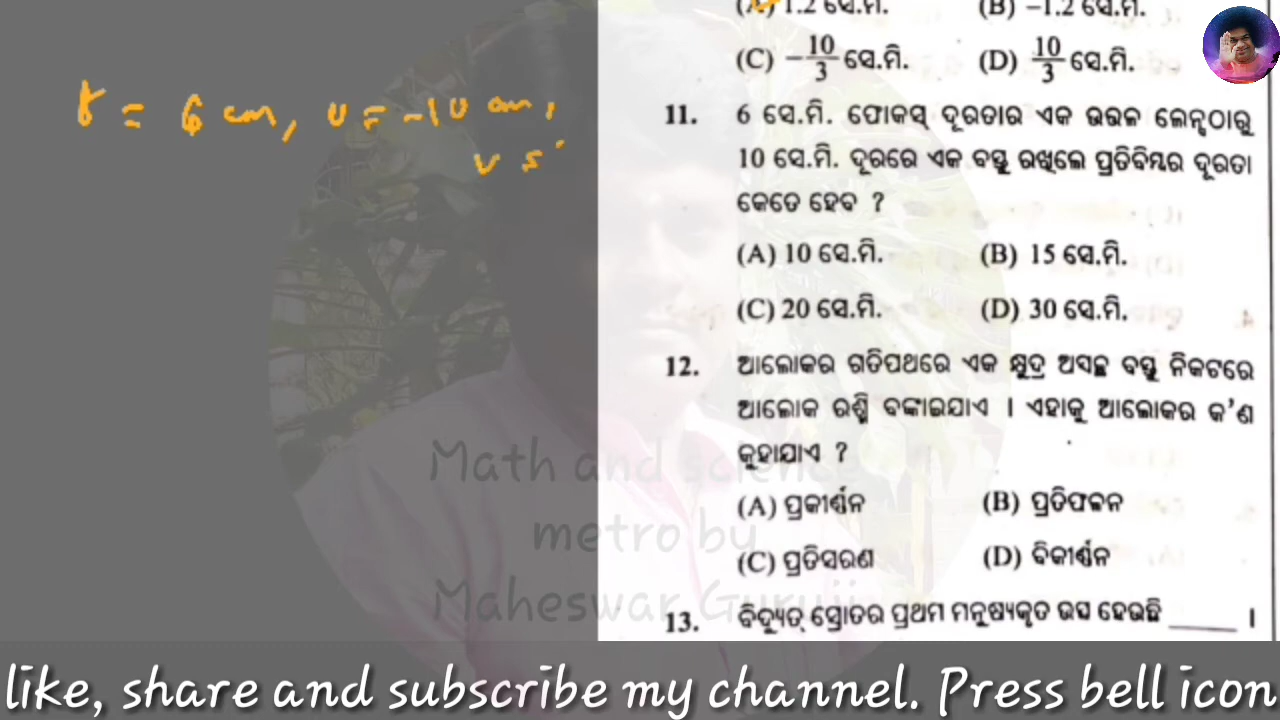 (A) 1.2 ସେ.ମି. (B) –1.2 ସେ.ମି.
(C) –10/3 ସେ.ମି. (D) 10/3 ସେ.ମି.
f = 6 cm, u = -10 cm,
v =
11. 6 ସେ.ମି. ଫୋକସ୍ ଦୂରତାର ଏକ ଉତ୍ତଳ ଲେନ୍ସଠାରୁ
10 ସେ.ମି. ଦୂରରେ ଏକ ବସ୍ତୁ ରଖିଲେ ପ୍ରତିବିମ୍ବର ଦୂରତା
କେତେ ହେବ ?
(A) 10 ସେ.ମି. (B) 15 ସେ.ମି.
(C) 20 ସେ.ମି. (D) 30 ସେ.ମି.
12. ଆଲୋକର ଗତିପଥରେ ଏକ କ୍ଷୁଦ୍ର ଅସଚ୍ଛ ବସ୍ତୁ ନିକଟରେ
ଆଲୋକ ରଶ୍ମି ବଙ୍କାଇଯାଏ । ଏହାକୁ ଆଲୋକର କ’ଣ
କୁହାଯାଏ ?
(A) ପ୍ରକୀର୍ଣ୍ଣନ (B) ପ୍ରତିଫଳନ
(C) ପ୍ରତିସରଣ (D) ବିକୀର୍ଣ୍ଣନ
13. ବିଦ୍ୟୁତ୍ ସ୍ରୋତର ପ୍ରଥମ ମନୁଷ୍ୟକୃତ ଉତ୍ସ ହେଉଛି _____ ।
Math and science
metro by
Maheswar Guruji
like, share and subscribe my channel. Press bell icon